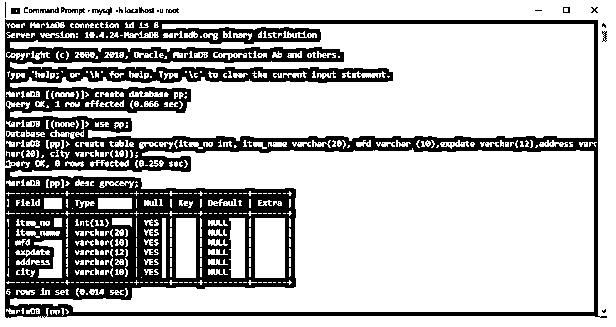 Command Prompt - mysql -h localhost -u root
Your MariaDB connection id is 8
Server version: 10.4.24-MariaDB mariadb.org binary distribution
Copyright (c) 2000, 2018, Oracle, MariaDB Corporation Ab and others.
Type 'help;' or '\h' for help. Type '\c' to clear the current input statement.
MariaDB [(none)]> create database pp;
Query OK, 1 row affected (0.066 sec)
MariaDB [(none)]> use pp;
Database changed
MariaDB [pp]> create table grocery(item_no int, item_name varchar(20), mfd varchar (10),expdate varchar(12),address varc
har(20), city varchar(10));
Query OK, 0 rows affected (0.259 sec)
MariaDB [pp]> desc grocery;
| Field | Type | Null | Key | Default | Extra |
| item_no | int(11) | YES | | NULL | |
| item_name | varchar(20) | YES | | NULL | |
| mfd | varchar(10) | YES | | NULL | |
| expdate | varchar(12) | YES | | NULL | |
| address | varchar(20) | YES | | NULL | |
| city | varchar(10) | YES | | NULL | |
6 rows in set (0.014 sec)
MariaDB [pp]>